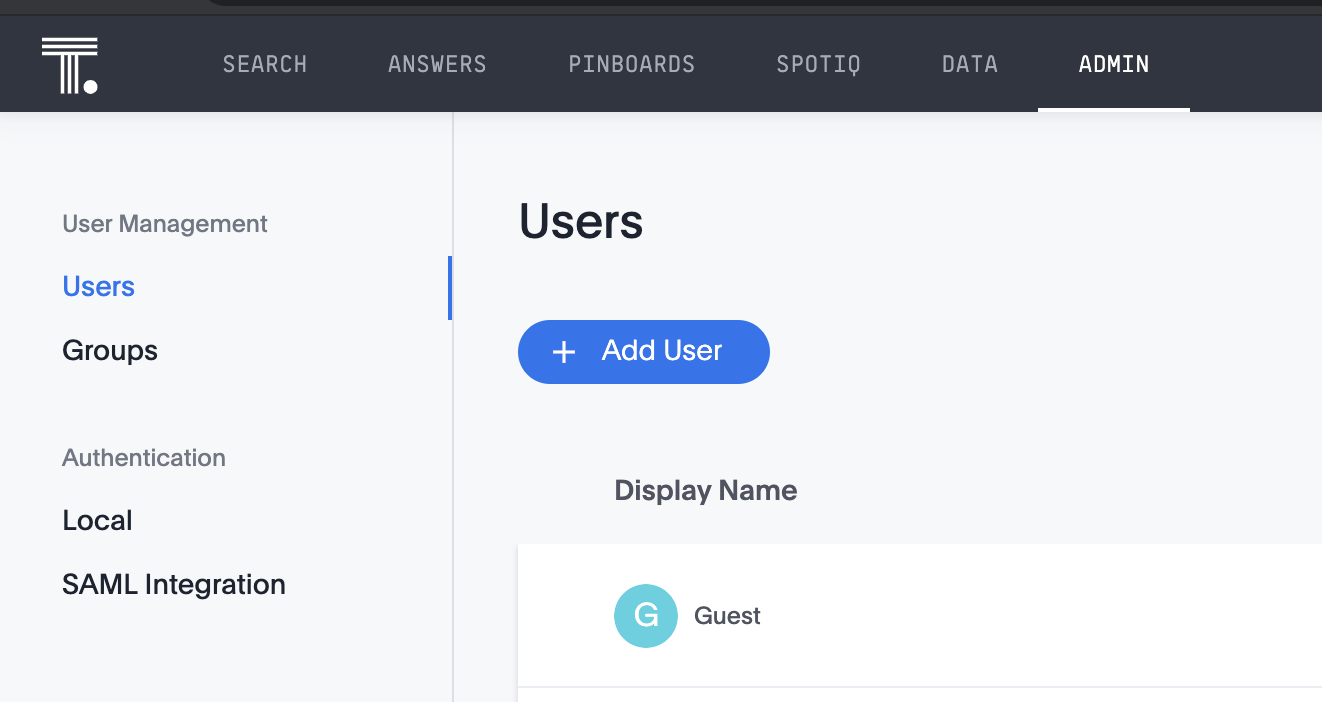 T.
SEARCH ANSWERS PINBOARDS SPOTIQ DATA ADMIN
User Management
Users
Groups
Authentication
Local
SAML Integration
Users
+ Add User
Display Name
G Guest